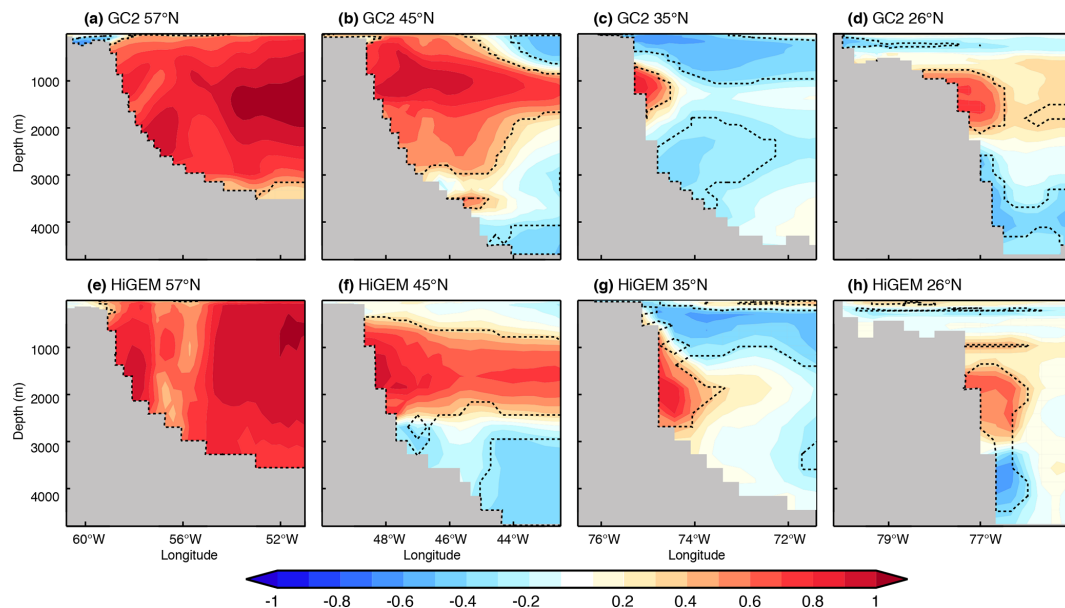 (a) GC2 57°N
(b) GC2 45°N
(c) GC2 35°N
(d) GC2 26°N
Depth (m)
1000
2000
3000
4000
(e) HiGEM 57°N
(f) HiGEM 45°N
(g) HiGEM 35°N
(h) HiGEM 26°N
Depth (m)
1000
2000
3000
4000
60°W 56°W 52°W
48°W 46°W 44°W
76°W 74°W 72°W
79°W 77°W
Longitude
Longitude
Longitude
Longitude
-1 -0.8 -0.6 -0.4 -0.2 0.2 0.4 0.6 0.8 1